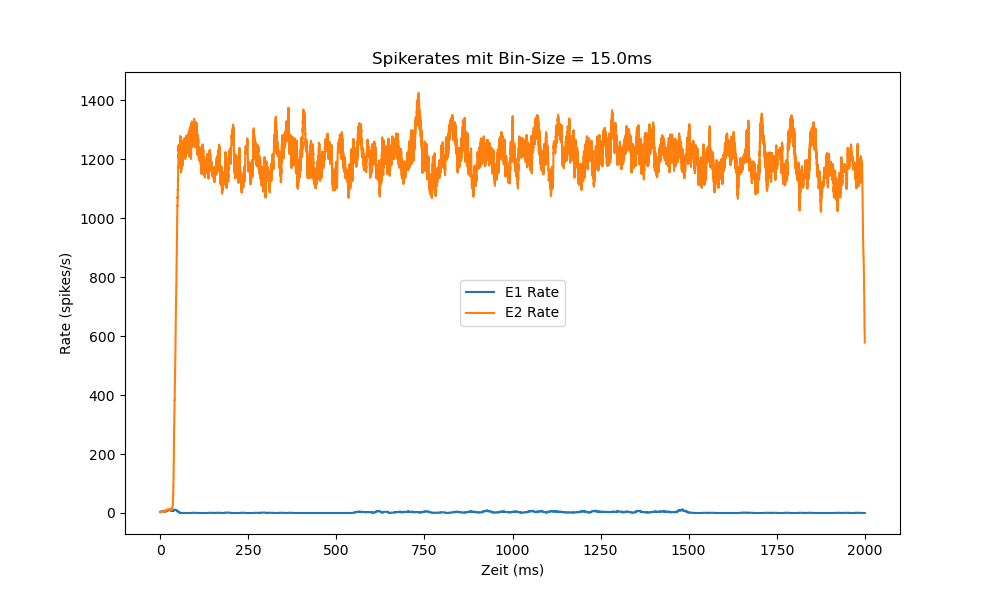 Spikerates mit Bin-Size = 15.0ms
1400
1200
1000
800
600
400
200
0
Rate (spikes/s)
E1 Rate
E2 Rate
0 250 500 750 1000 1250 1500 1750 2000
Zeit (ms)